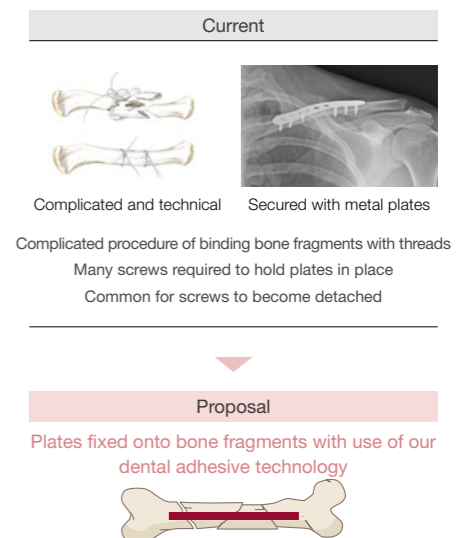 Current
Complicated and technical
Secured with metal plates
Complicated procedure of binding bone fragments with threads
Many screws required to hold plates in place
Common for screws to become detached
Proposal
Plates fixed onto bone fragments with use of our
dental adhesive technology